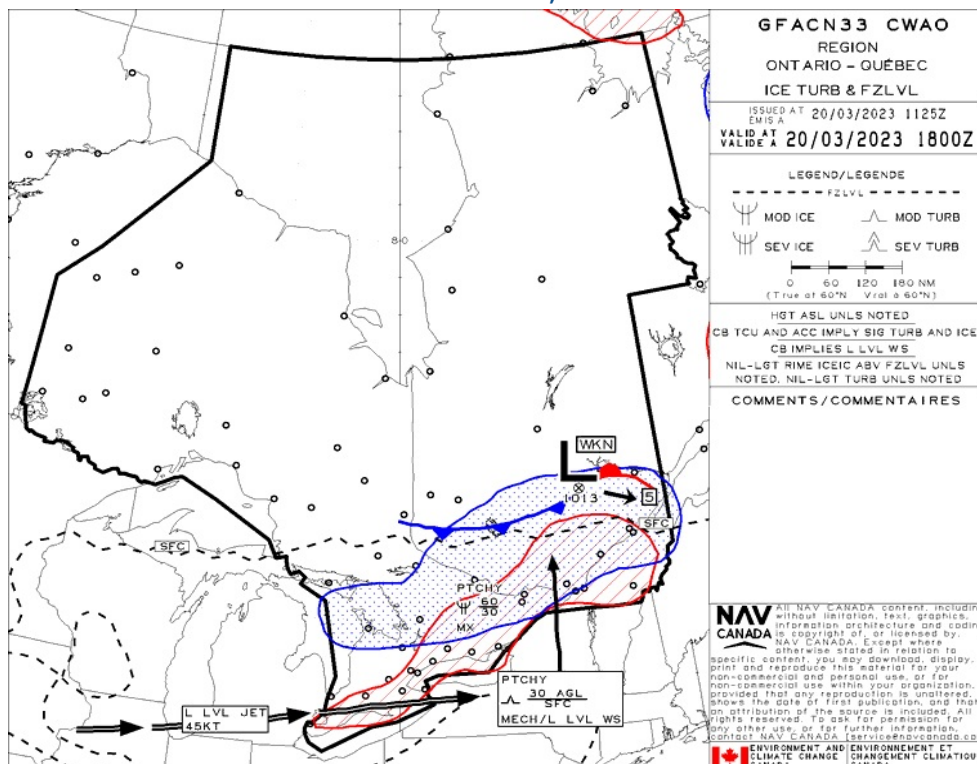 GFACN33 CWAO
REGION
ONTARIO - QUÉBEC
ICE TURB & FZLVL
ISSUED AT 20/03/2023 1125Z
ÉMIS A
VALID AT 20/03/2023 1800Z
VALIDE A
LEGEND/LÉGENDE
FZLVL
MOD ICE
MOD TURB
SEV ICE
SEV TURB
0 60 120 180 NM
(True at 60°N Vrai à 60°N)
HGT ASL UNLS NOTED
CB TCU AND ACC IMPLY SIG TURB AND ICE
CB IMPLIES L LVL WS
NIL-LGT RIME ICEIC ABV FZLVL UNLS
NOTED. NIL-LGT TURB UNLS NOTED
COMMENTS/COMMENTAIRES
80
L
WKN
1013
5
SFC
SFC
PTCHY
60
30
MX
PTCHY
30 AGL
SFC
MECH/L LVL WS
L LVL JET
45KT
NAV
CANADA
All NAV CANADA content, including
without limitation, text, graphics,
information architecture and coding
is copyright of, or licensed by,
NAV CANADA. Except where
otherwise stated in relation to
specific content, you may download, display,
print and reproduce this material for your
non-commercial and personal use, or for
non-commercial use within your organization,
provided that any reproduction is unaltered,
shows the date of first publication, and that
an attribution of the source is included. All
rights reserved. To ask for permission for
any other use, or for further information,
contact NAV CANADA [service@navcanada.ca
ENVIRONMENT AND
CLIMATE CHANGE
CANADA
ENVIRONNEMENT ET
CHANGEMENT CLIMATIQUE
CANADA